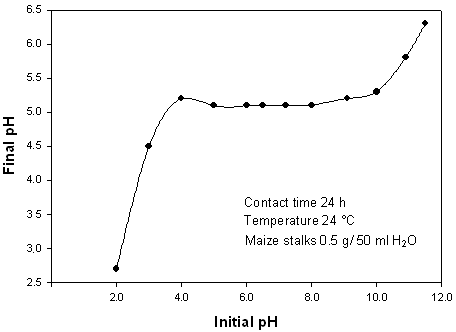 6.5
6.0
5.5
5.0
4.5
4.0
3.5
3.0
2.5
Final pH
Contact time 24 h
Temperature 24 °C
Maize stalks 0.5 g/50 ml H₂O
2.0 4.0 6.0 8.0 10.0 12.0
Initial pH